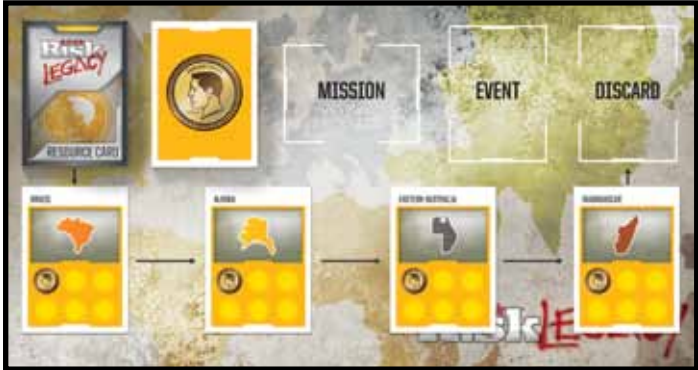 RISK
LEGACY
RESOURCE CARD
MISSION
EVENT
DISCARD
BRAZIL
ALASKA
EASTERN AUSTRALIA
MADAGASCAR
Risk LEGACY